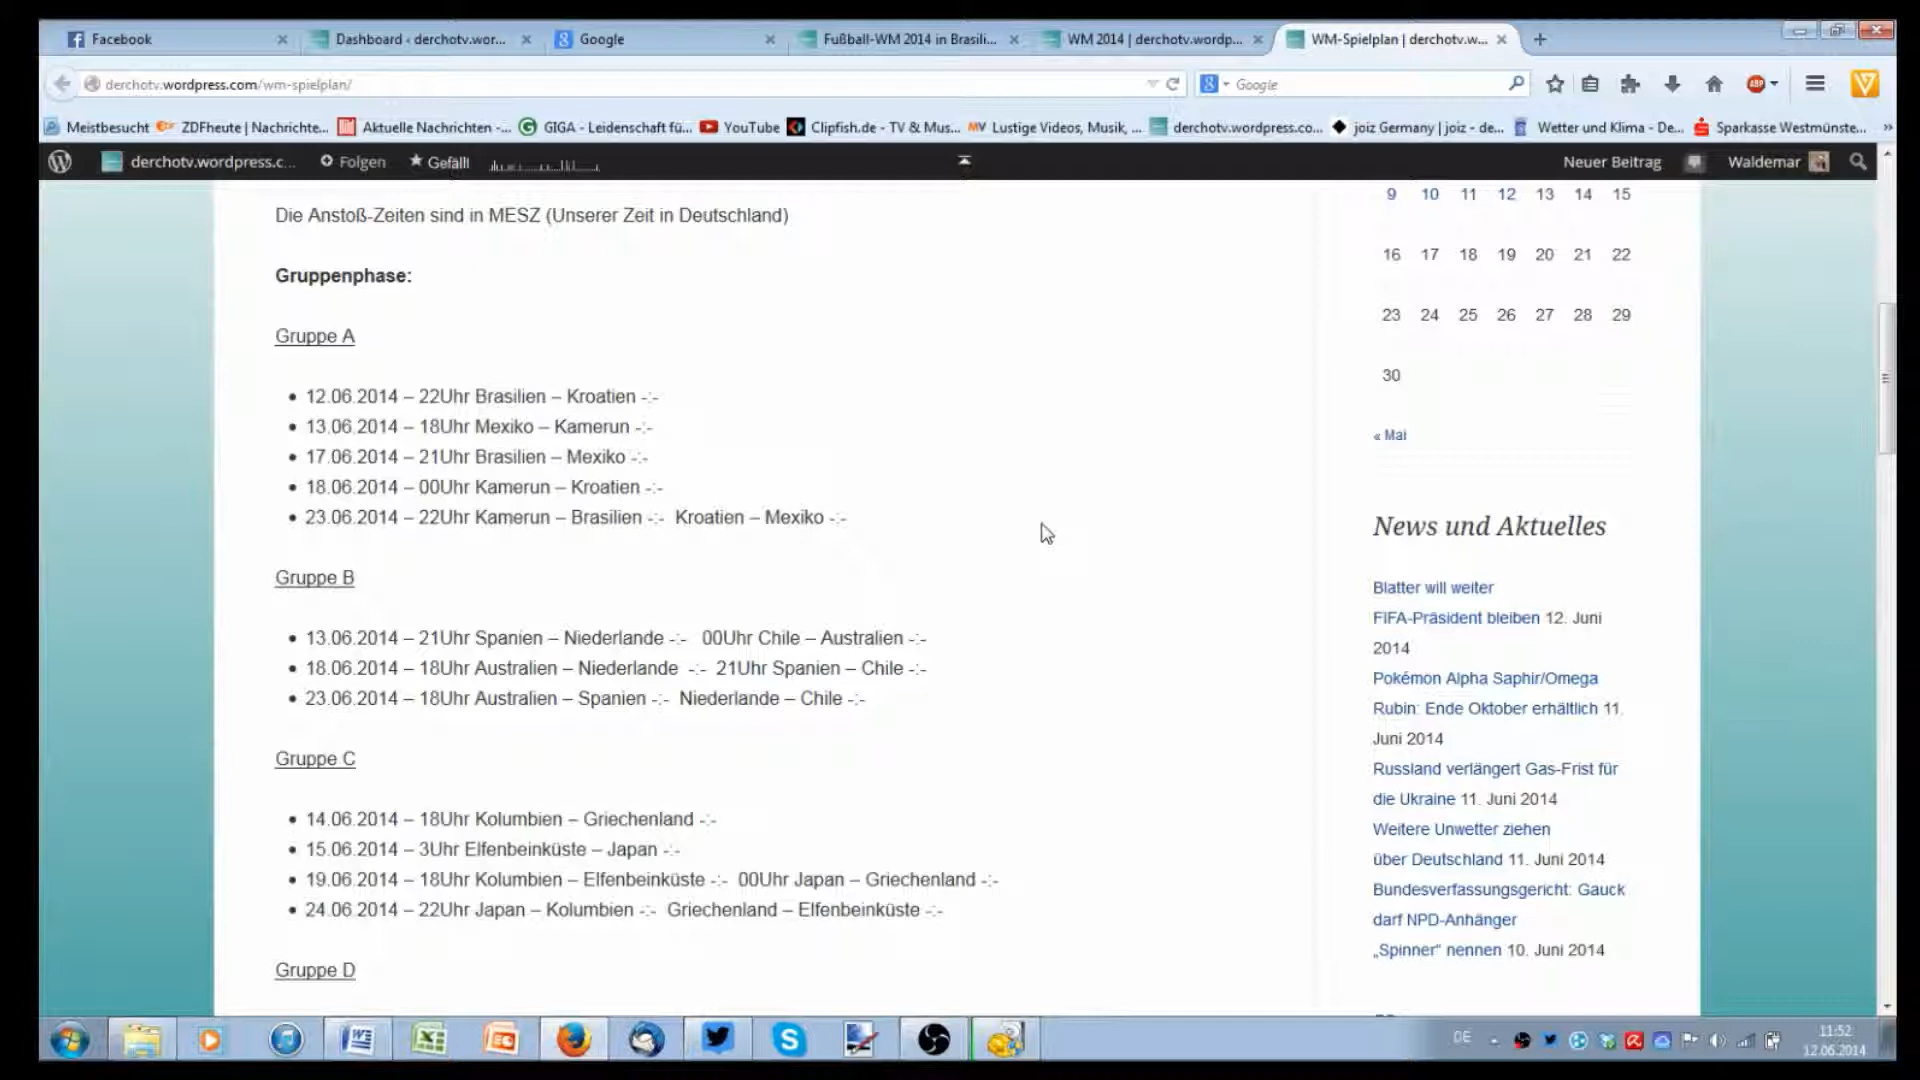 Facebook
Dashboard ‹ derchotv.wor...
Google
Fußball-WM 2014 in Brasili...
WM 2014 | derchotv.wordp...
WM-Spielplan | derchotv.w...
derchotv.wordpress.com/wm-spielplan/
Google
Meistbesucht
ZDFheute | Nachrichte...
Aktuelle Nachrichten -...
GIGA - Leidenschaft fü...
YouTube
Clipfish.de - TV & Mus...
Lustige Videos, Musik, ...
derchotv.wordpress.co...
joiz Germany | joiz - de...
Wetter und Klima - De...
Sparkasse Westmünste...
derchotv.wordpress.c...
Folgen
Gefällt
Neuer Beitrag
Waldemar
Die Anstoß-Zeiten sind in MESZ (Unserer Zeit in Deutschland)
Gruppenphase:
Gruppe A
12.06.2014 – 22Uhr Brasilien – Kroatien -:-
13.06.2014 – 18Uhr Mexiko – Kamerun -:-
17.06.2014 – 21Uhr Brasilien – Mexiko -:-
18.06.2014 – 00Uhr Kamerun – Kroatien -:-
23.06.2014 – 22Uhr Kamerun – Brasilien -:- Kroatien – Mexiko -:-
Gruppe B
13.06.2014 – 21Uhr Spanien – Niederlande -:- 00Uhr Chile – Australien -:-
18.06.2014 – 18Uhr Australien – Niederlande -:- 21Uhr Spanien – Chile -:-
23.06.2014 – 18Uhr Australien – Spanien -:- Niederlande – Chile -:-
Gruppe C
14.06.2014 – 18Uhr Kolumbien – Griechenland -:-
15.06.2014 – 3Uhr Elfenbeinküste – Japan -:-
19.06.2014 – 18Uhr Kolumbien – Elfenbeinküste -:- 00Uhr Japan – Griechenland -:-
24.06.2014 – 22Uhr Japan – Kolumbien -:- Griechenland – Elfenbeinküste -:-
Gruppe D
9 10 11 12 13 14 15
16 17 18 19 20 21 22
23 24 25 26 27 28 29
30
« Mai
News und Aktuelles
Blatter will weiter
FIFA-Präsident bleiben 12. Juni
2014
Pokémon Alpha Saphir/Omega
Rubin: Ende Oktober erhältlich 11.
Juni 2014
Russland verlängert Gas-Frist für
die Ukraine 11. Juni 2014
Weitere Unwetter ziehen
über Deutschland 11. Juni 2014
Bundesverfassungsgericht: Gauck
darf NPD-Anhänger
„Spinner“ nennen 10. Juni 2014
DE
11:52
12.06.2014